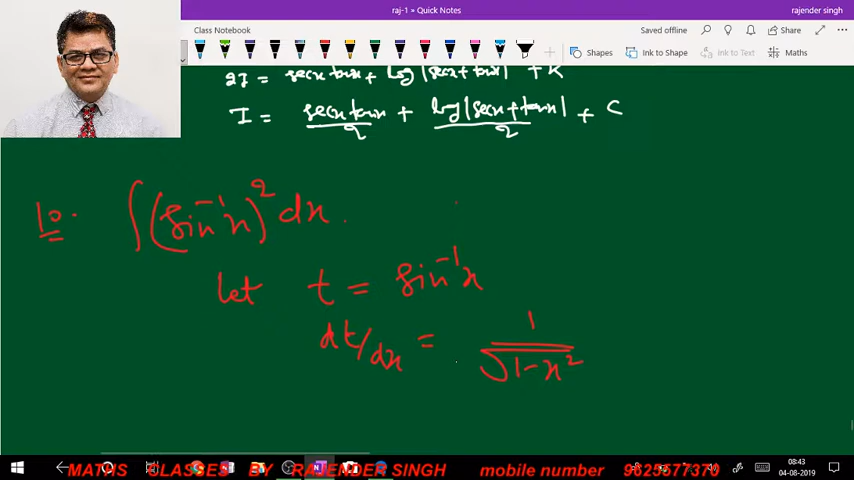 raj-1 > Quick Notes
rajender singh
Class Notebook
Saved offline
Share
Shapes
Ink to Shape
Ink to Text
Maths
2I = secx tanx + log |secx + tanx| + K
I = secx tanx/2 + log|secx + tanx|/2 + C
10. ∫(sin⁻¹x)² dx.
let t = sin⁻¹x
dt/dx = 1/√1-x²
08:43
04-08-2019
MATHS CLASSES BY RAJENDER SINGH mobile number 9625677370